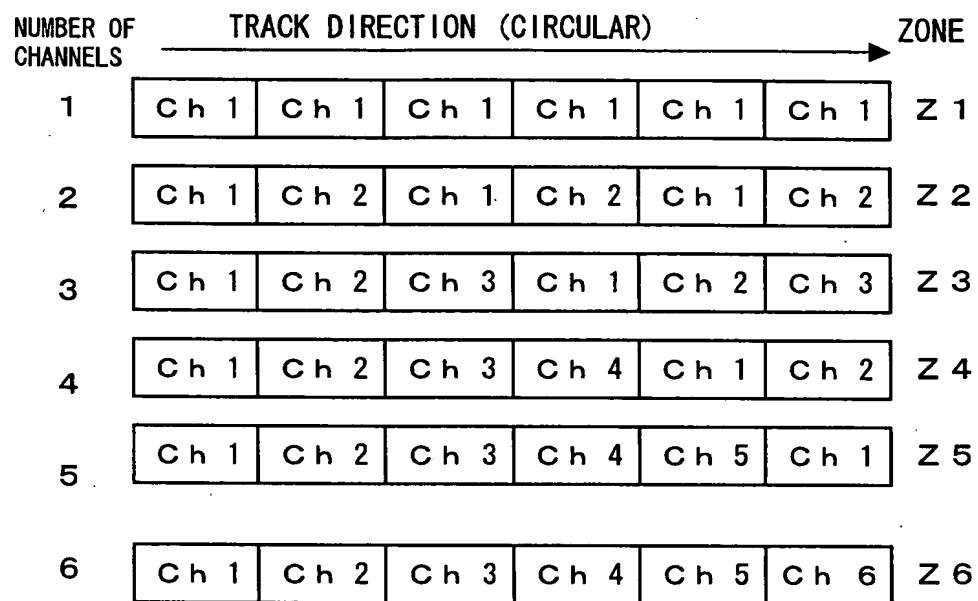 NUMBER OF CHANNELS TRACK DIRECTION (CIRCULAR) ZONE
1 Ch 1 Ch 1 Ch 1 Ch 1 Ch 1 Ch 1 Z 1
2 Ch 1 Ch 2 Ch 1 Ch 2 Ch 1 Ch 2 Z 2
3 Ch 1 Ch 2 Ch 3 Ch 1 Ch 2 Ch 3 Z 3
4 Ch 1 Ch 2 Ch 3 Ch 4 Ch 1 Ch 2 Z 4
5 Ch 1 Ch 2 Ch 3 Ch 4 Ch 5 Ch 1 Z 5
6 Ch 1 Ch 2 Ch 3 Ch 4 Ch 5 Ch 6 Z 6